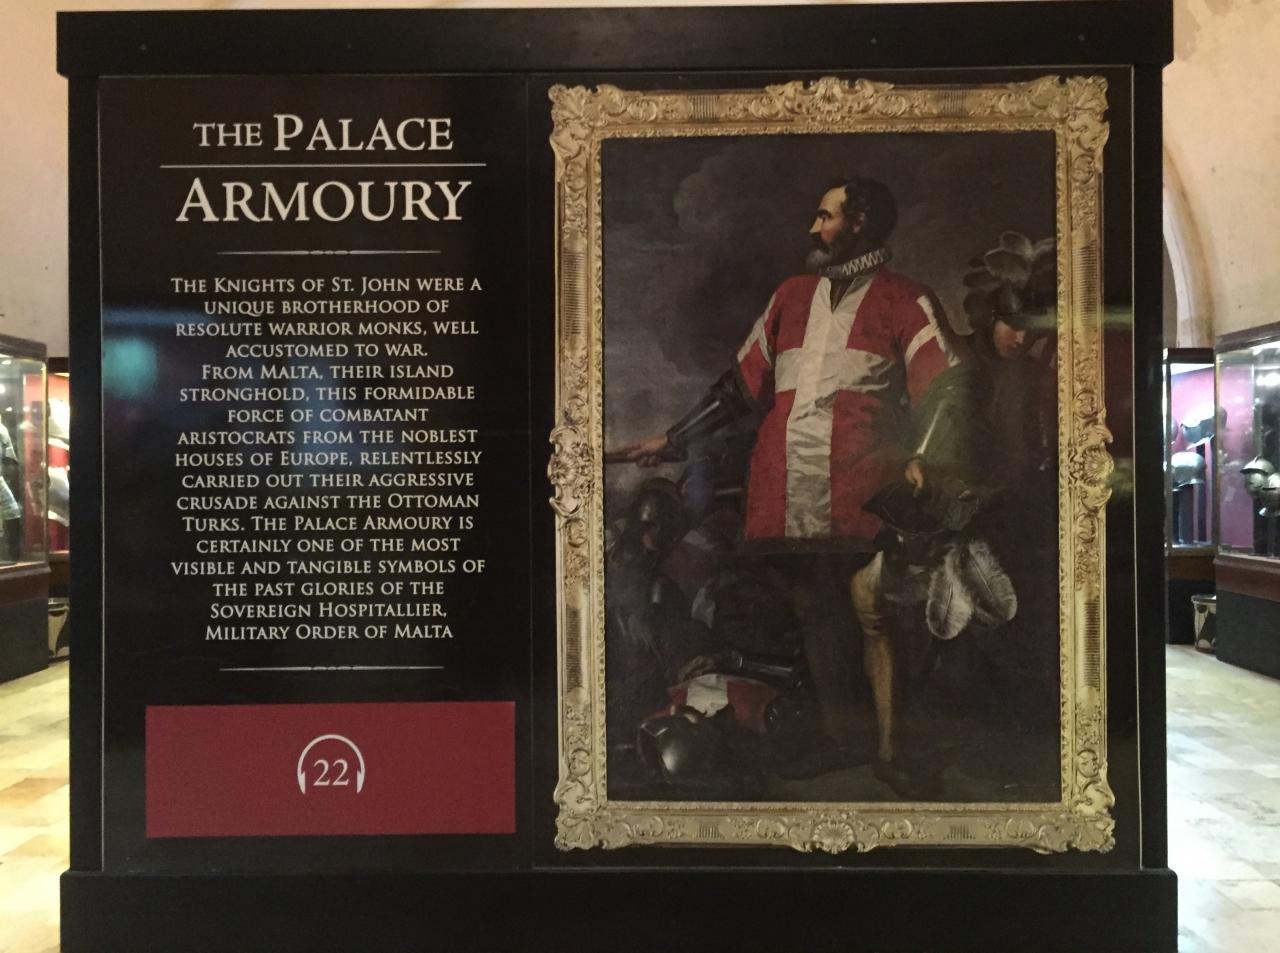 THE PALACE
ARMOURY
THE KNIGHTS OF ST. JOHN WERE A
UNIQUE BROTHERHOOD OF
RESOLUTE WARRIOR MONKS, WELL
ACCUSTOMED TO WAR.
FROM MALTA, THEIR ISLAND
STRONGHOLD, THIS FORMIDABLE
FORCE OF COMBATANT
ARISTOCRATS FROM THE NOBLEST
HOUSES OF EUROPE, RELENTLESSLY
CARRIED OUT THEIR AGGRESSIVE
CRUSADE AGAINST THE OTTOMAN
TURKS. THE PALACE ARMOURY IS
CERTAINLY ONE OF THE MOST
VISIBLE AND TANGIBLE SYMBOLS OF
THE PAST GLORIES OF THE
SOVEREIGN HOSPITALLIER,
MILITARY ORDER OF MALTA
22